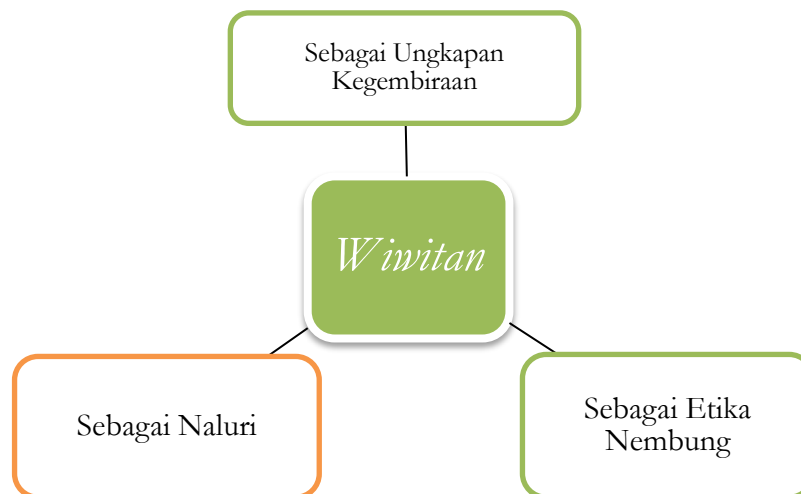 Sebagai Ungkapan
Kegembiraan
Wiwitan
Sebagai Naluri
Sebagai Etika
Nembung